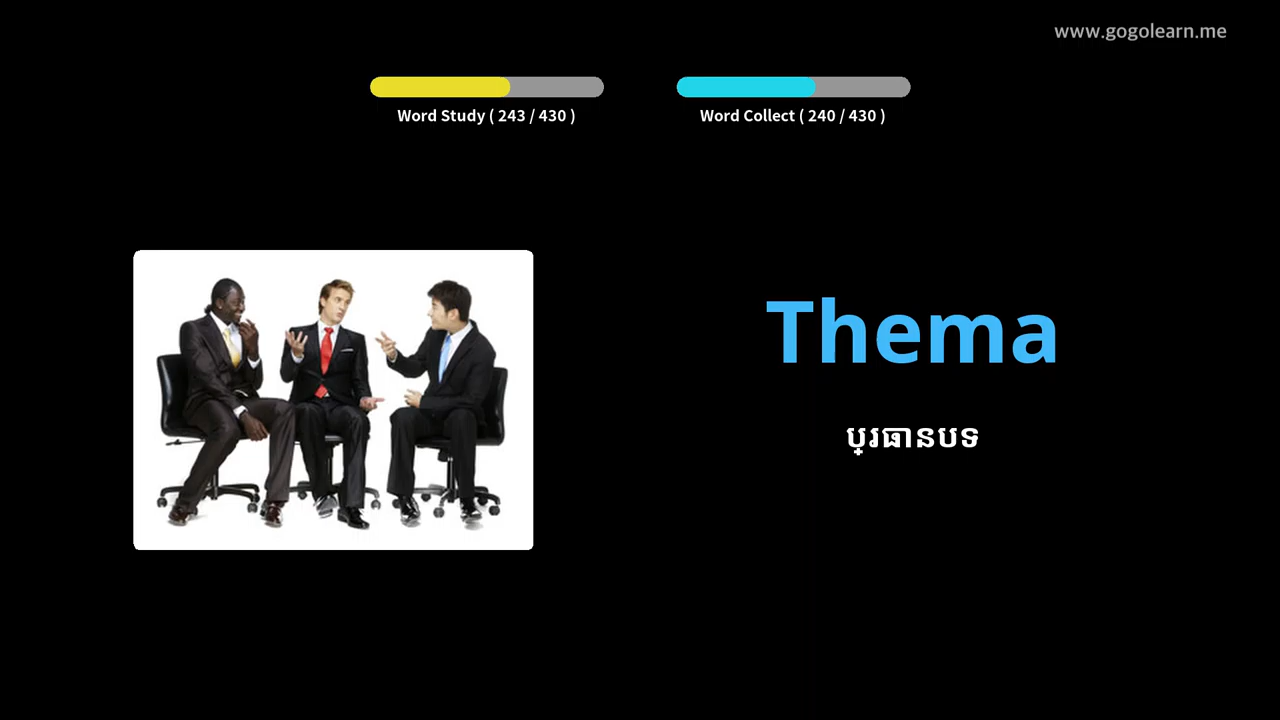 www.gogolearn.me
Word Study ( 243 / 430 )
Word Collect ( 240 / 430 )
Thema
ប្រធានបទ